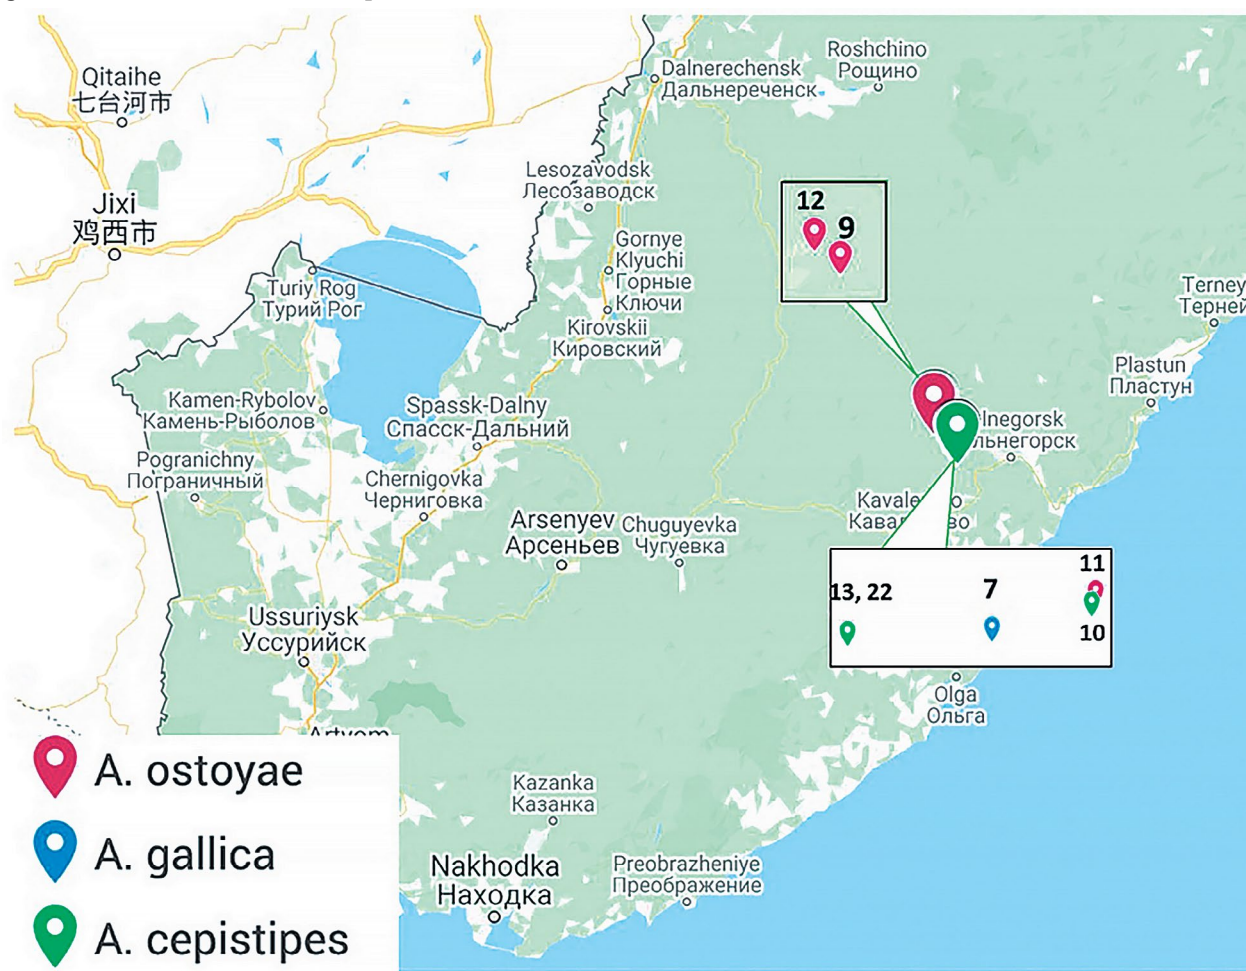 Roshchino
Рощино
Dalnerechensk
Дальнереченск
Qitaihe
七台河市
Lesozavodsk
Лесозаводск
Jixi
鸡西市
12
9
Gornye
Klyuchi
Горные
Ключи
Turiy Rog
Турий Рог
Terney
Терней
Kirovskii
Кировский
Plastun
Пластун
Kamen-Rybolov
Камень-Рыболов
Spassk-Dalny
Спасск-Дальний
lnegorsk
льнегорск
Pogranichny
Пограничный
Chernigovka
Черниговка
Arsenyev
Арсеньев
Chuguyevka
Чугуевка
11
13, 22
7
10
Ussuriysk
Уссурийск
Olga
Ольга
A. ostoyae
A. gallica
A. cepistipes
Kazanka
Казанка
Nakhodka
Находка
Preobrazheniye
Преображение